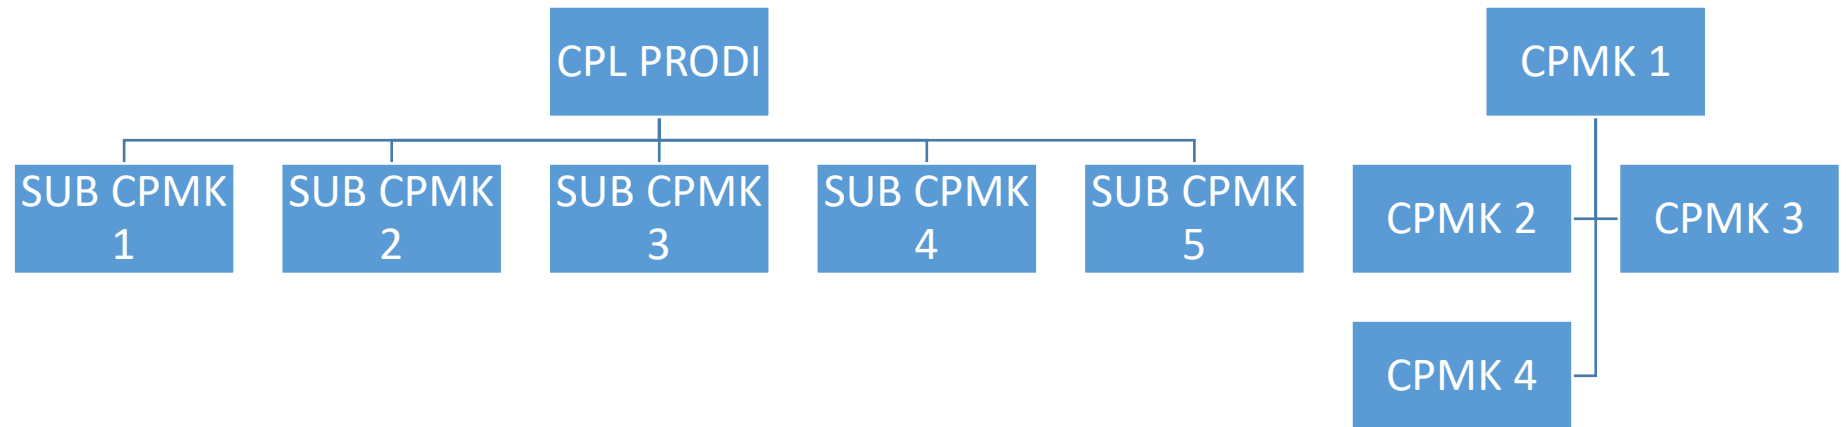 CPL PRODI
SUB CPMK
1
SUB CPMK
2
SUB CPMK
3
SUB CPMK
4
SUB CPMK
5
CPMK 1
CPMK 2
CPMK 3
CPMK 4